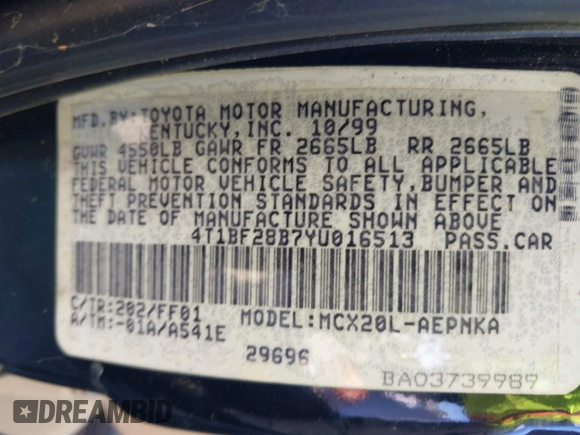 MFD.BY:TOYOTA MOTOR MANUFACTURING,
KENTUCKY,INC. 10/99
GVWR 4550LB GAWR FR 2665LB RR 2665LB
THIS VEHICLE CONFORMS TO ALL APPLICABLE
FEDERAL MOTOR VEHICLE SAFETY,BUMPER AND
THEFT PREVENTION STANDARDS IN EFFECT ON
THE DATE OF MANUFACTURE SHOWN ABOVE
4T1BF28B7YU016513 PASS.CAR
C/TR:202/FF01
A/TM:-01A/A541E
MODEL:MCX20L-AEPNKA
29696
BA03739989
DREAMBID